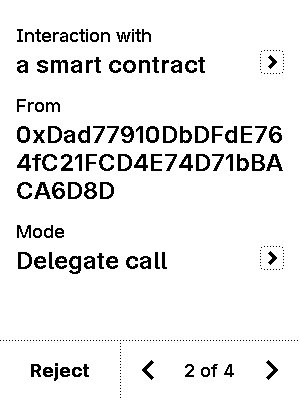 Interaction with
a smart contract
From
0xDad77910DbDFdE76
4fC21FCD4E74D71bBA
CA6D8D
Mode
Delegate call
Reject
2 of 4